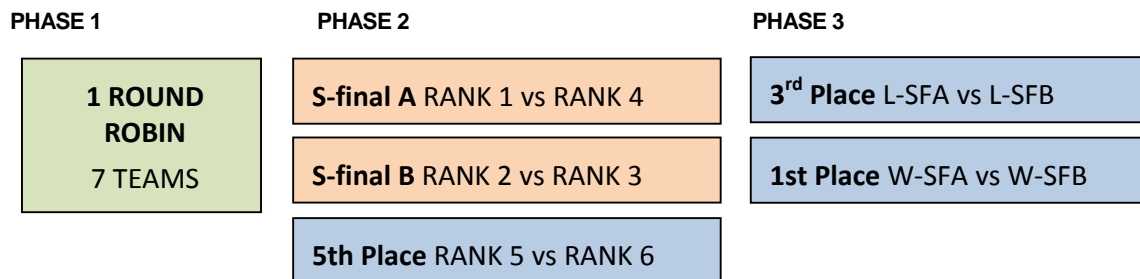 PHASE 1
PHASE 2
PHASE 3
1 ROUND
ROBIN
7 TEAMS
S-final A RANK 1 vs RANK 4
S-final B RANK 2 vs RANK 3
5th Place RANK 5 vs RANK 6
3rd Place L-SFA vs L-SFB
1st Place W-SFA vs W-SFB